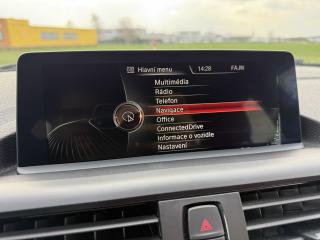 Hlavní menu 14:28 FAJN
Multimédia
Rádio
Telefon
Navigace
Office
ConnectedDrive
Informace o vozidle
Nastavení